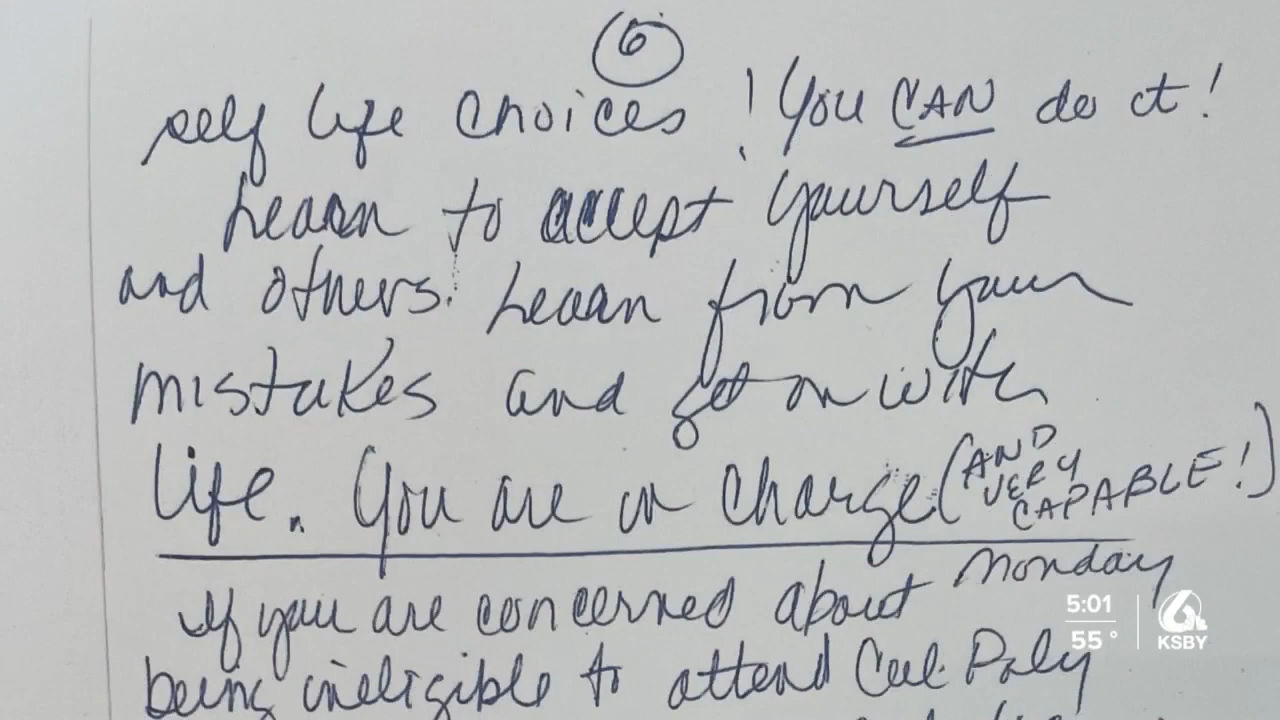 6
self life choices! You CAN do it!
Learn to accept yourself
and others. Learn from your
mistakes and get on with
life. You are in charge (AND
VERY
CAPABLE!)
If you are concerned about Monday
being ineligible to attend Cal Poly
5:01
55°
6
KSBY